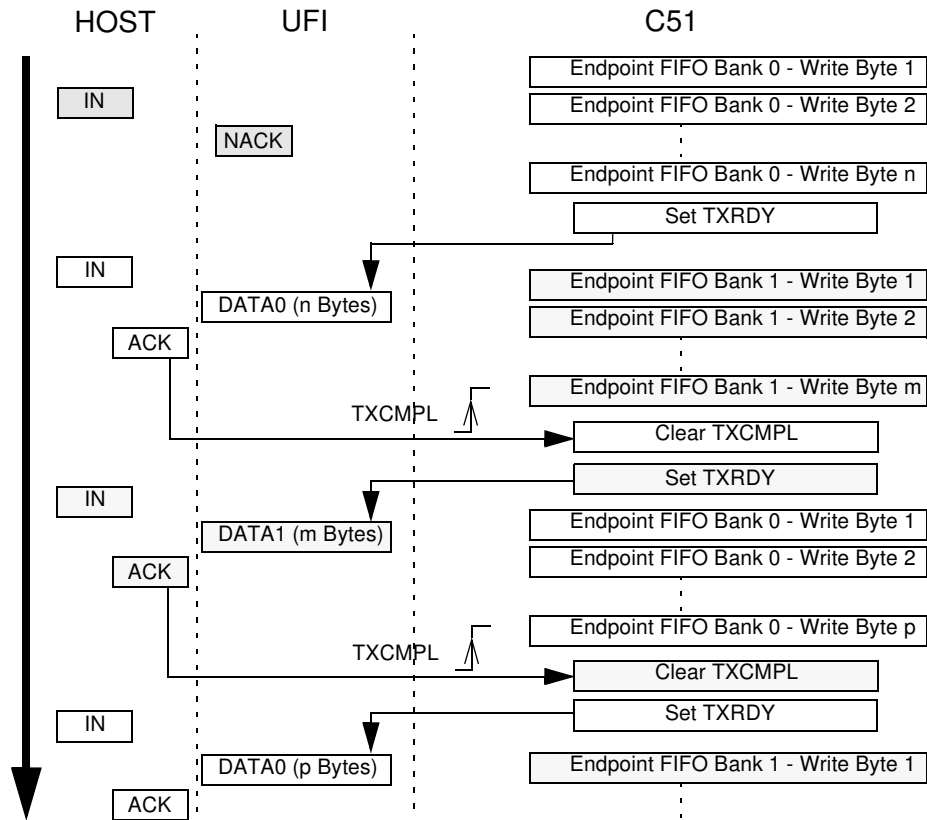 HOST UFI C51
Endpoint FIFO Bank 0 - Write Byte 1
IN
Endpoint FIFO Bank 0 - Write Byte 2
NACK
Endpoint FIFO Bank 0 - Write Byte n
Set TXRDY
IN
Endpoint FIFO Bank 1 - Write Byte 1
DATA0 (n Bytes)
Endpoint FIFO Bank 1 - Write Byte 2
ACK
Endpoint FIFO Bank 1 - Write Byte m
TXCMPL
Clear TXCMPL
Set TXRDY
IN
Endpoint FIFO Bank 0 - Write Byte 1
DATA1 (m Bytes)
Endpoint FIFO Bank 0 - Write Byte 2
ACK
Endpoint FIFO Bank 0 - Write Byte p
TXCMPL
Clear TXCMPL
Set TXRDY
IN
DATA0 (p Bytes)
Endpoint FIFO Bank 1 - Write Byte 1
ACK